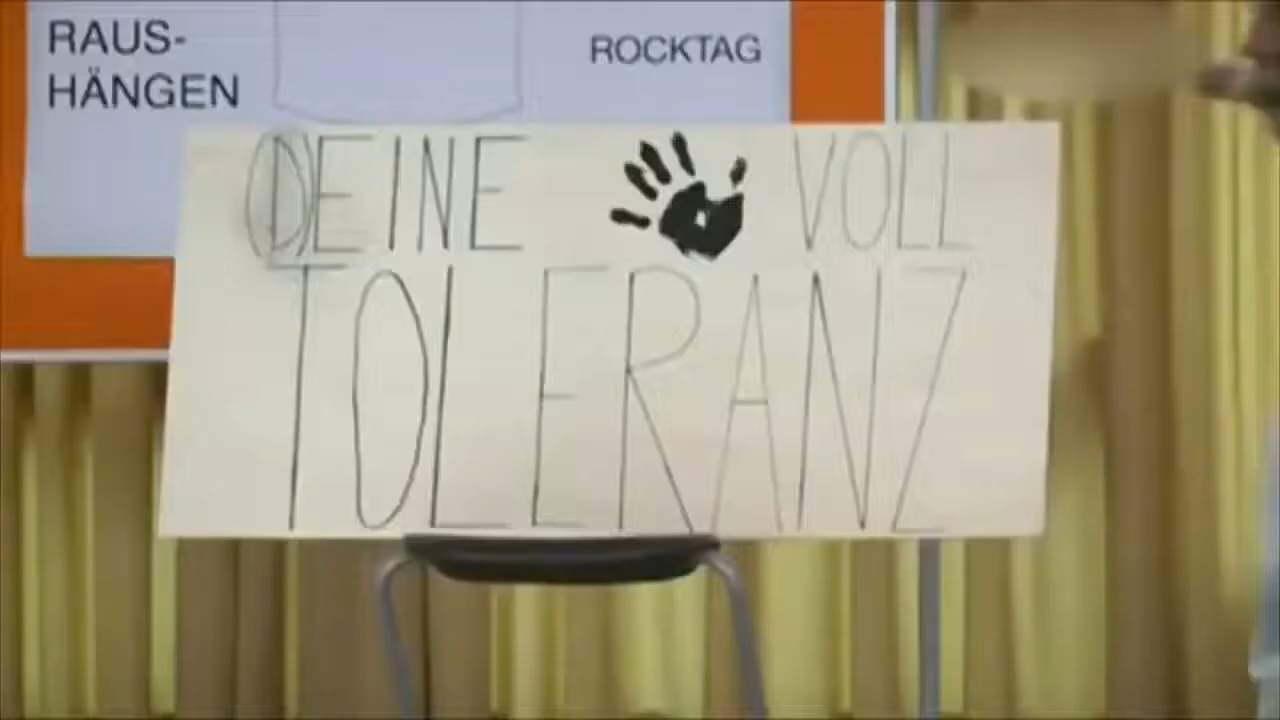 RAUS-
HÄNGEN
ROCKTAG
DEINE VOLL
TOLERANZ